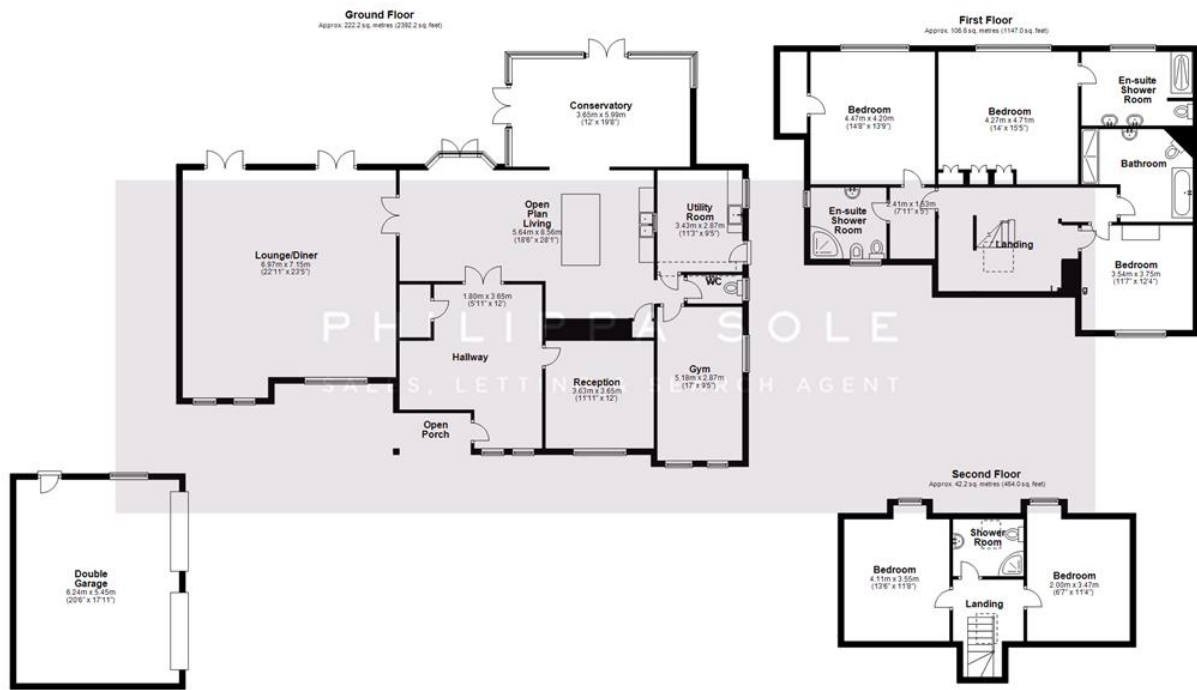 Ground Floor
Approx. 222.2 sq. metres (2392.2 sq. feet)
Conservatory
3.65m x 5.99m
(12' x 19'8")
Open
Plan
Living
5.64m x 8.56m
(18'6" x 28'1")
Utility
Room
3.43m x 2.87m
(11'3" x 9'5")
Lounge/Diner
6.97m x 7.15m
(22'11" x 23'5")
WC
1.80m x 3.65m
(5'11" x 12')
Hallway
Reception
3.63m x 3.65m
(11'11" x 12')
Gym
5.18m x 2.87m
(17' x 9'5")
Open
Porch
Double
Garage
6.24m x 5.45m
(20'6" x 17'11")
First Floor
Approx. 106.6 sq. metres (1147.0 sq. feet)
Bedroom
4.47m x 4.20m
(14'8" x 13'9")
Bedroom
4.27m x 4.71m
(14' x 15'5")
En-suite
Shower
Room
Bathroom
En-suite
Shower
Room
2.41m x 1.53m
(7'11" x 5')
Landing
Bedroom
3.54m x 3.75m
(11'7" x 12'4")
Second Floor
Approx. 42.2 sq. metres (454.0 sq. feet)
Shower
Room
Bedroom
4.11m x 3.55m
(13'6" x 11'8")
Bedroom
2.00m x 3.47m
(6'7" x 11'4")
Landing
PHILIPPA SOLE
SALES, LETTINGS, SEARCH AGENT